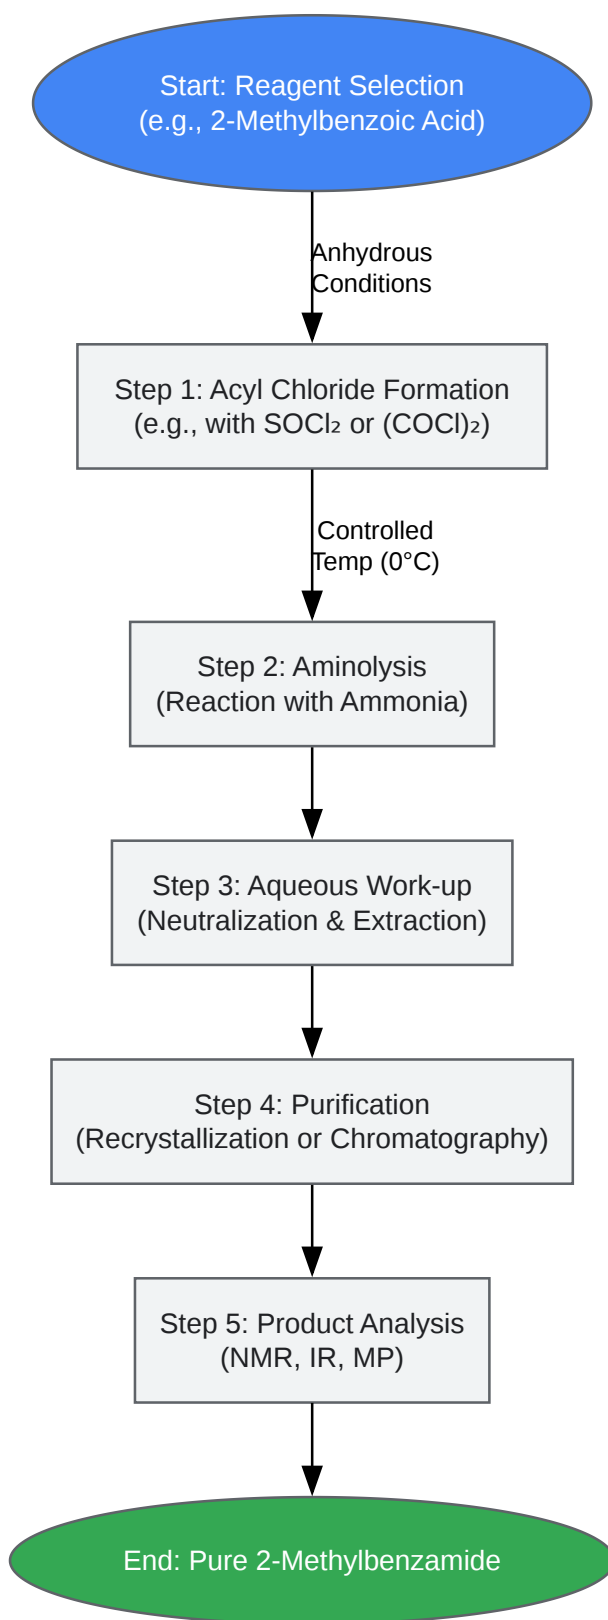 Start: Reagent Selection
(e.g., 2-Methylbenzoic Acid)
Anhydrous
Conditions
Step 1: Acyl Chloride Formation
(e.g., with SOCl₂ or (COCl)₂)
Controlled
Temp (0°C)
Step 2: Aminolysis
(Reaction with Ammonia)
Step 3: Aqueous Work-up
(Neutralization & Extraction)
Step 4: Purification
(Recrystallization or Chromatography)
Step 5: Product Analysis
(NMR, IR, MP)
End: Pure 2-Methylbenzamide